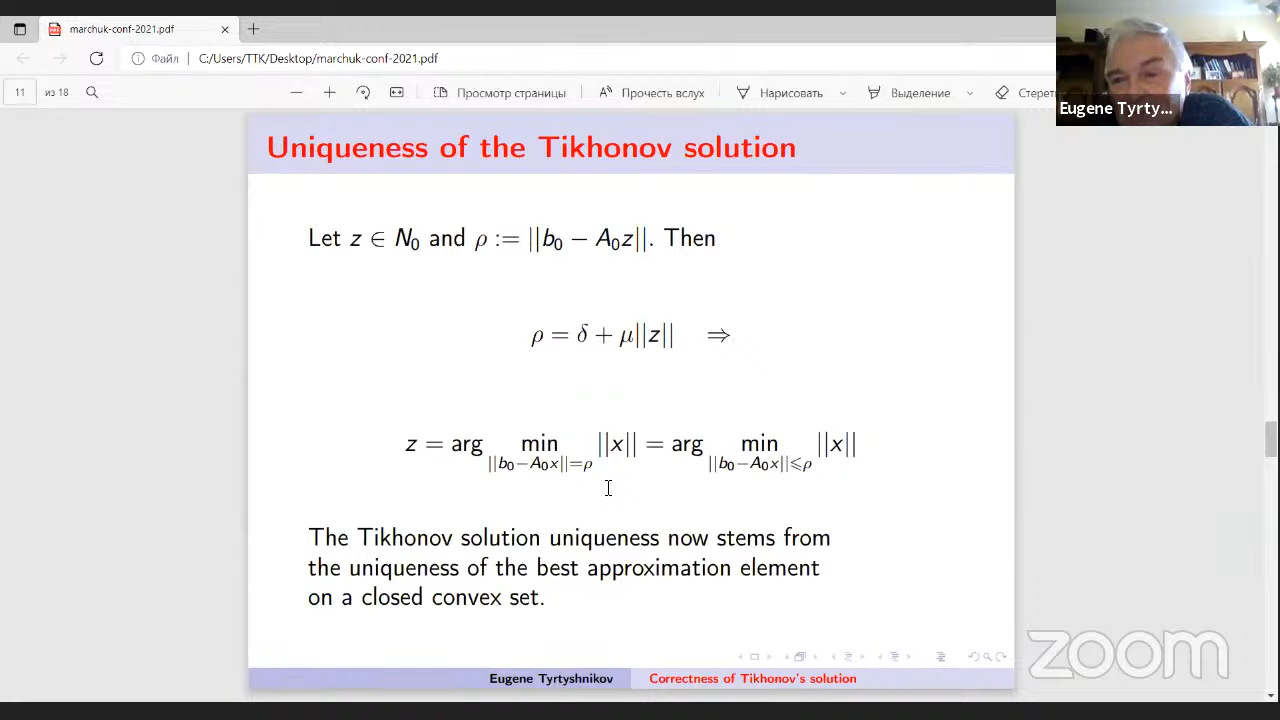 marchuk-conf-2021.pdf
Файл C:/Users/TTK/Desktop/marchuk-conf-2021.pdf
11 из 18 Просмотр страницы Прочесть вслух Нарисовать Выделение Стерет
Eugene Tyrty...
Uniqueness of the Tikhonov solution
Let z ∈ N₀ and ρ := ||b₀ − A₀z||. Then
ρ = δ + μ||z|| ⇒
z = arg min ||x|| = arg min ||x||
||b₀−A₀x||=ρ ||b₀−A₀x||⩽ρ
The Tikhonov solution uniqueness now stems from
the uniqueness of the best approximation element
on a closed convex set.
zoom
Eugene Tyrtyshnikov Correctness of Tikhonov's solution